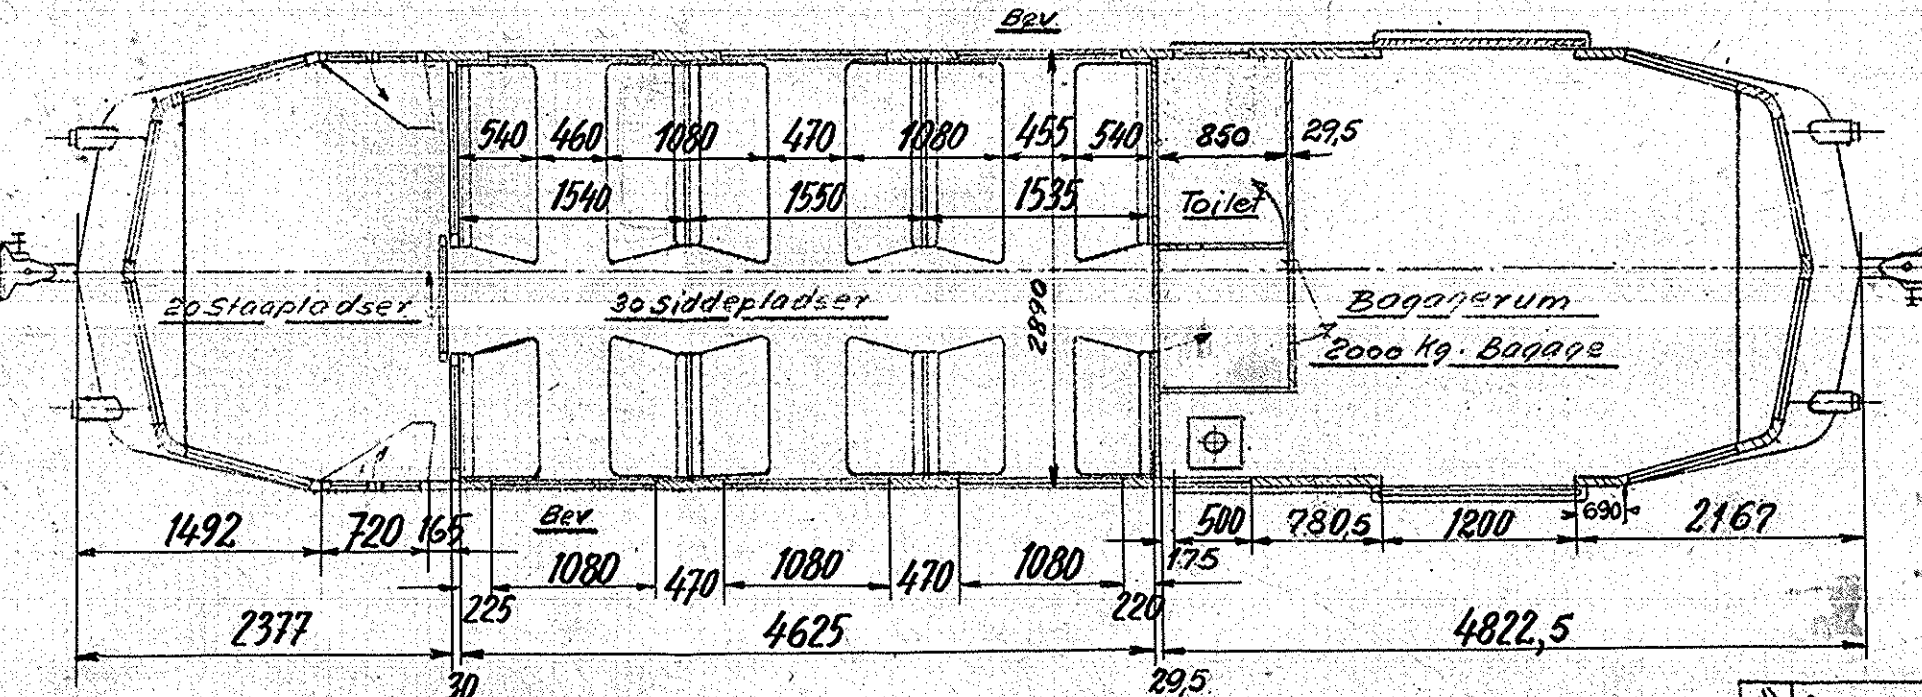 Bev.
540 460 1080 470 1080 455 540 850 29,5
1540 1550 1535 Toilet
20 Staapladser 30 Siddepladser 2890 Bagagerum
2000 Kg. Bagage
1492 720 165 Bev. 500 780,5 1200 690 2167
1080 470 1080 470 1080 175
225 220
2377 4625 4822,5
30 29,5